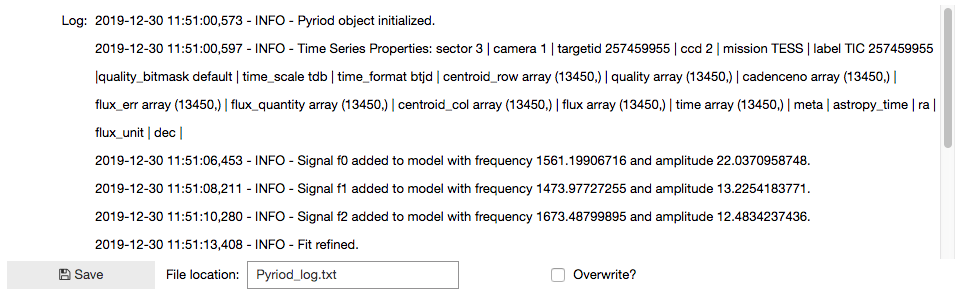 Log: 2019-12-30 11:51:00,573 - INFO - Pyriod object initialized.
2019-12-30 11:51:00,597 - INFO - Time Series Properties: sector 3 | camera 1 | targetid 257459955 | ccd 2 | mission TESS | label TIC 257459955
|quality_bitmask default | time_scale tdb | time_format btjd | centroid_row array (13450,) | quality array (13450,) | cadenceno array (13450,) |
flux_err array (13450,) | flux_quantity array (13450,) | centroid_col array (13450,) | flux array (13450,) | time array (13450,) | meta | astropy_time | ra |
flux_unit | dec |
2019-12-30 11:51:06,453 - INFO - Signal f0 added to model with frequency 1561.19906716 and amplitude 22.0370958748.
2019-12-30 11:51:08,211 - INFO - Signal f1 added to model with frequency 1473.97727255 and amplitude 13.2254183771.
2019-12-30 11:51:10,280 - INFO - Signal f2 added to model with frequency 1673.48799895 and amplitude 12.4834237436.
2019-12-30 11:51:13,408 - INFO - Fit refined.
Save File location: Pyriod_log.txt Overwrite?